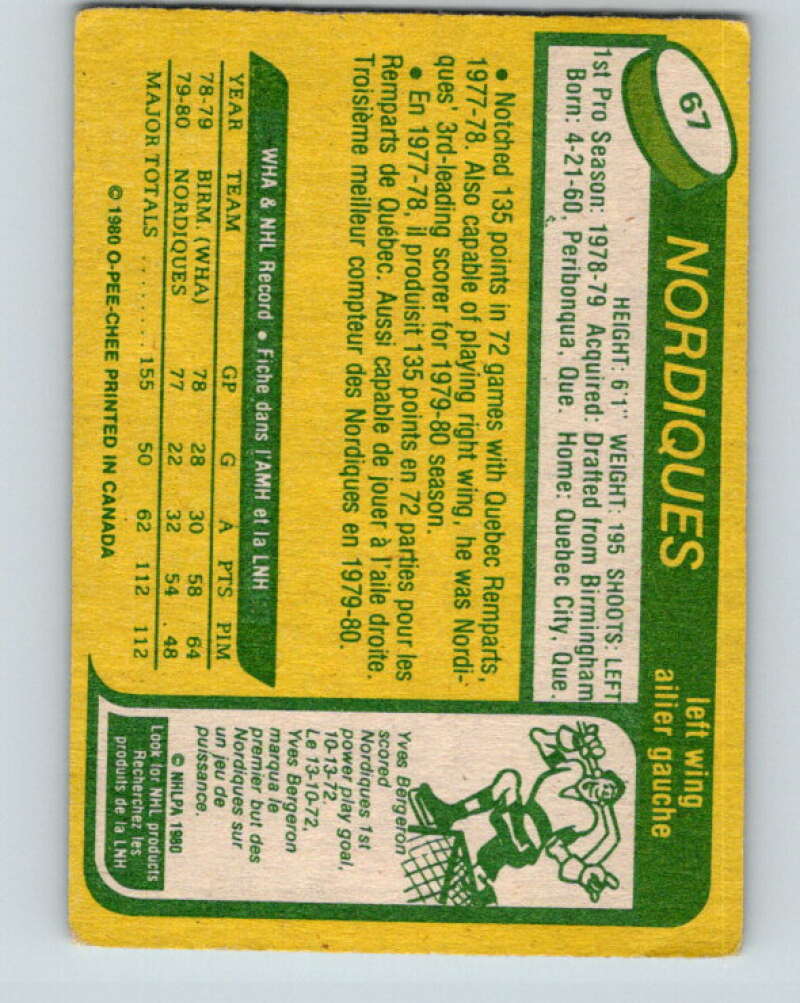 67
NORDIQUES
left wing
ailier gauche
HEIGHT: 6'1" WEIGHT: 195 SHOOTS: LEFT
1st Pro Season: 1978-79 Acquired: Drafted from Birmingham
Born: 4-21-60, Peribonqua, Que. Home: Quebec City, Que.
• Notched 135 points in 72 games with Quebec Remparts,
1977-78. Also capable of playing right wing, he was Nordi-
ques' 3rd-leading scorer for 1979-80 season.
• En 1977-78, il produisit 135 points en 72 parties pour les
Remparts de Québec. Aussi capable de jouer à l'aile droite.
Troisième meilleur compteur des Nordiques en 1979-80.
WHA & NHL Record • Fiche dans l'AMH et la LNH
YEAR TEAM GP G A PTS PIM
78-79 BIRM. (WHA) 78 28 30 58 64
79-80 NORDIQUES 77 22 32 54 48
MAJOR TOTALS ........ 155 50 62 112 112
© 1980 O-PEE-CHEE PRINTED IN CANADA
Yves Bergeron
scored
Nordiques 1st
power play goal,
10-13-72.
Le 13-10-72,
Yves Bergeron
marqua le
premier but des
Nordiques sur
un jeu de
puissance.
© NHLPA 1980
Look for NHL products
Recherchez les
produits de la LNH